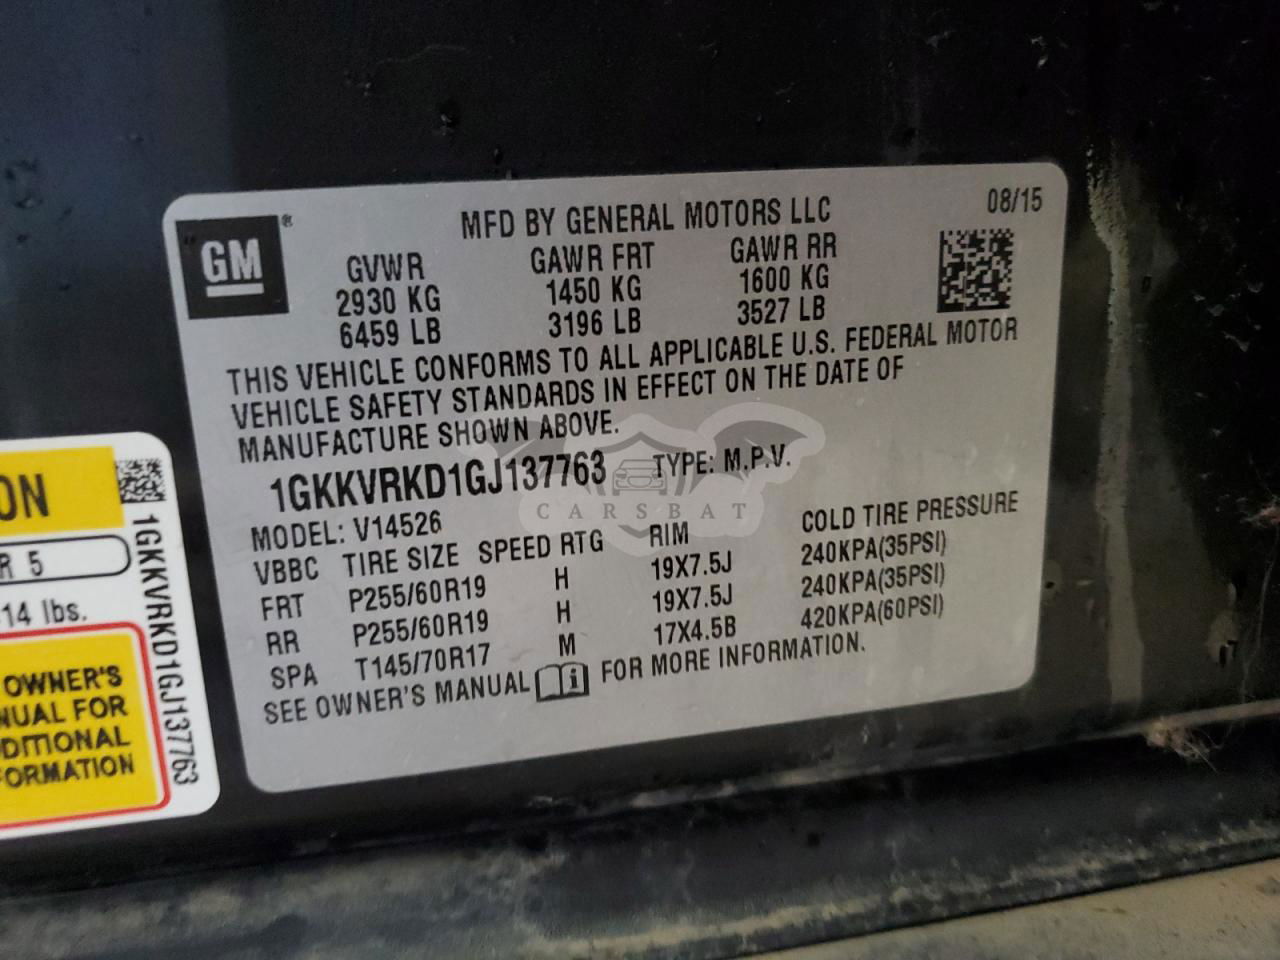 GM ®
MFD BY GENERAL MOTORS LLC
08/15
GVWR GAWR FRT GAWR RR
2930 KG 1450 KG 1600 KG
6459 LB 3196 LB 3527 LB
THIS VEHICLE CONFORMS TO ALL APPLICABLE U.S. FEDERAL MOTOR
VEHICLE SAFETY STANDARDS IN EFFECT ON THE DATE OF
MANUFACTURE SHOWN ABOVE.
1GKKVRKD1GJ137763 TYPE: M.P.V.
CARSBAT
MODEL: V14526
VBBC TIRE SIZE SPEED RTG RIM COLD TIRE PRESSURE
FRT P255/60R19 H 19X7.5J 240KPA(35PSI)
RR P255/60R19 H 19X7.5J 240KPA(35PSI)
SPA T145/70R17 M 17X4.5B 420KPA(60PSI)
SEE OWNER'S MANUAL i FOR MORE INFORMATION.
ON
R 5
14 lbs.
OWNER'S
NUAL FOR
DDITIONAL
FORMATION
1GKKVRKD1GJ137763